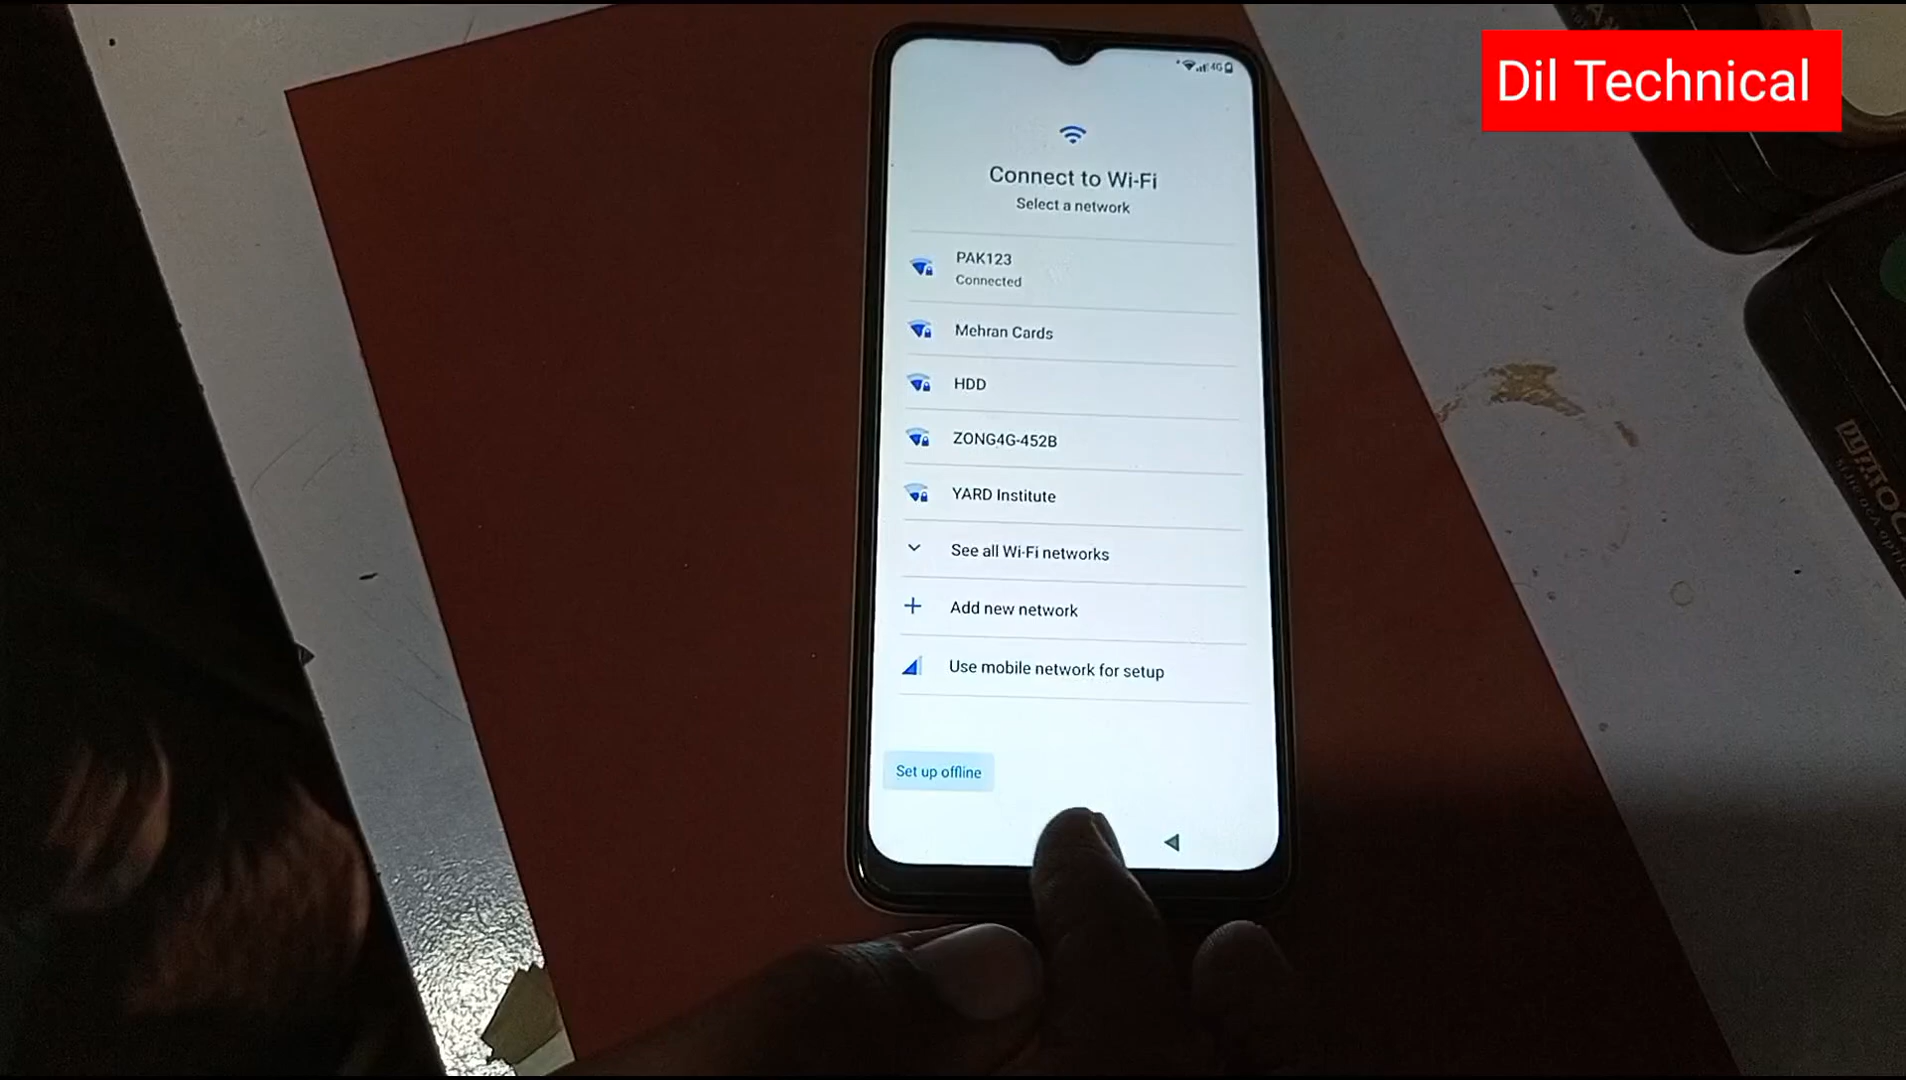 Dil Technical
4G
Connect to Wi-Fi
Select a network
PAK123
Connected
Mehran Cards
HDD
ZONG4G-452B
YARD Institute
See all Wi-Fi networks
Add new network
Use mobile network for setup
Set up offline